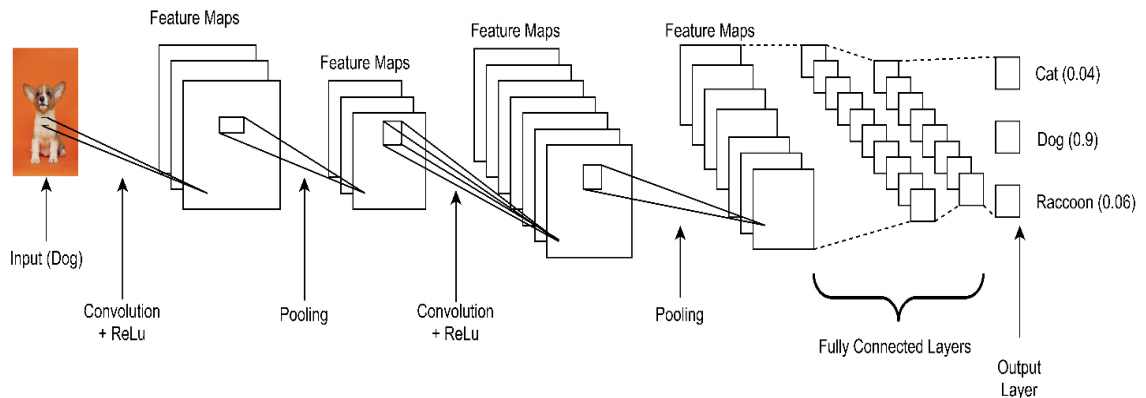 Feature Maps
Feature Maps
Feature Maps
Feature Maps
Cat (0.04)
Dog (0.9)
Raccoon (0.06)
Input (Dog)
Convolution
+ ReLu
Pooling
Convolution
+ ReLu
Pooling
Fully Connected Layers
Output
Layer